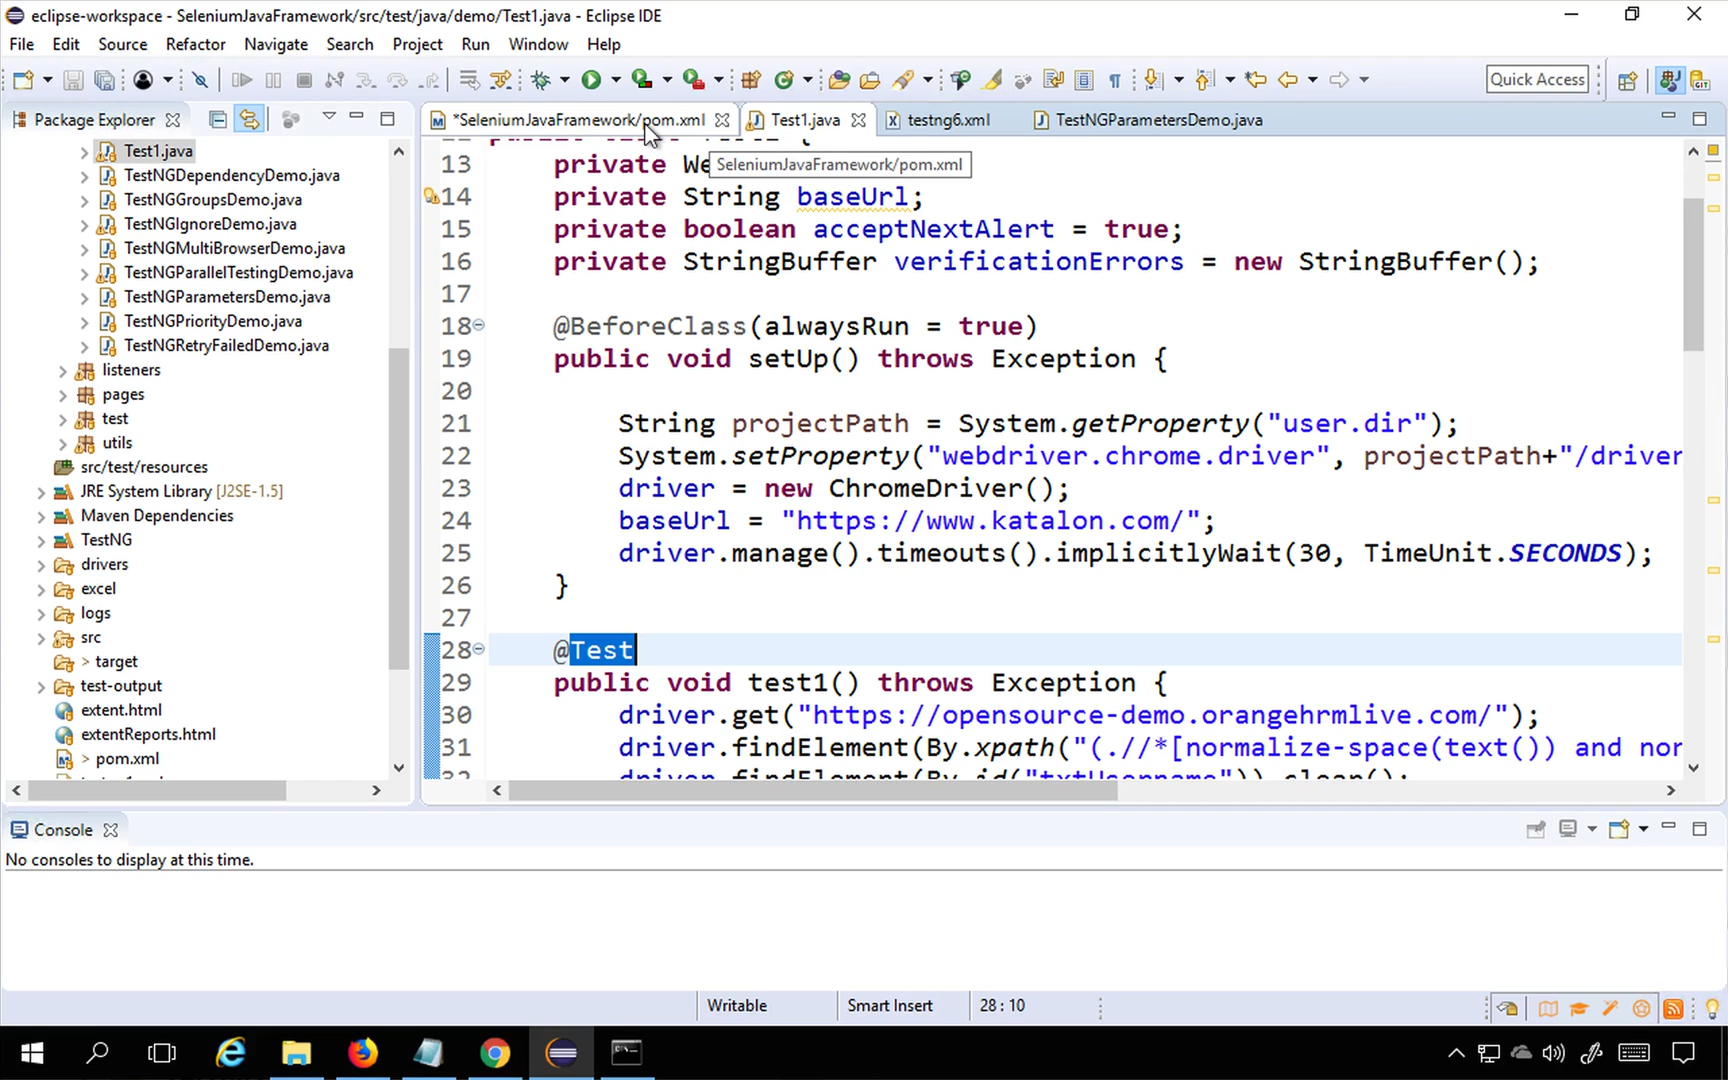 eclipse-workspace - SeleniumJavaFramework/src/test/java/demo/Test1.java - Eclipse IDE
File Edit Source Refactor Navigate Search Project Run Window Help
Quick Access
Package Explorer
*SeleniumJavaFramework/pom.xml Test1.java testng6.xml TestNGParametersDemo.java
SeleniumJavaFramework/pom.xml
Test1.java
TestNGDependencyDemo.java
TestNGGroupsDemo.java
TestNGIgnoreDemo.java
TestNGMultiBrowserDemo.java
TestNGParallelTestingDemo.java
TestNGParametersDemo.java
TestNGPriorityDemo.java
TestNGRetryFailedDemo.java
listeners
pages
test
utils
src/test/resources
JRE System Library [J2SE-1.5]
Maven Dependencies
TestNG
drivers
excel
logs
src
> target
test-output
extent.html
extentReports.html
> pom.xml
13 private We
14 private String baseUrl;
15 private boolean acceptNextAlert = true;
16 private StringBuffer verificationErrors = new StringBuffer();
17
18 @BeforeClass(alwaysRun = true)
19 public void setUp() throws Exception {
20
21 String projectPath = System.getProperty("user.dir");
22 System.setProperty("webdriver.chrome.driver", projectPath+"/driver
23 driver = new ChromeDriver();
24 baseUrl = "https://www.katalon.com/";
25 driver.manage().timeouts().implicitlyWait(30, TimeUnit.SECONDS);
26 }
27
28 @Test
29 public void test1() throws Exception {
30 driver.get("https://opensource-demo.orangehrmlive.com/");
31 driver.findElement(By.xpath("(.//*[normalize-space(text()) and nor
32 driver.findElement(By.id("txtUsername")).clear();
Console
No consoles to display at this time.
Writable Smart Insert 28 : 10